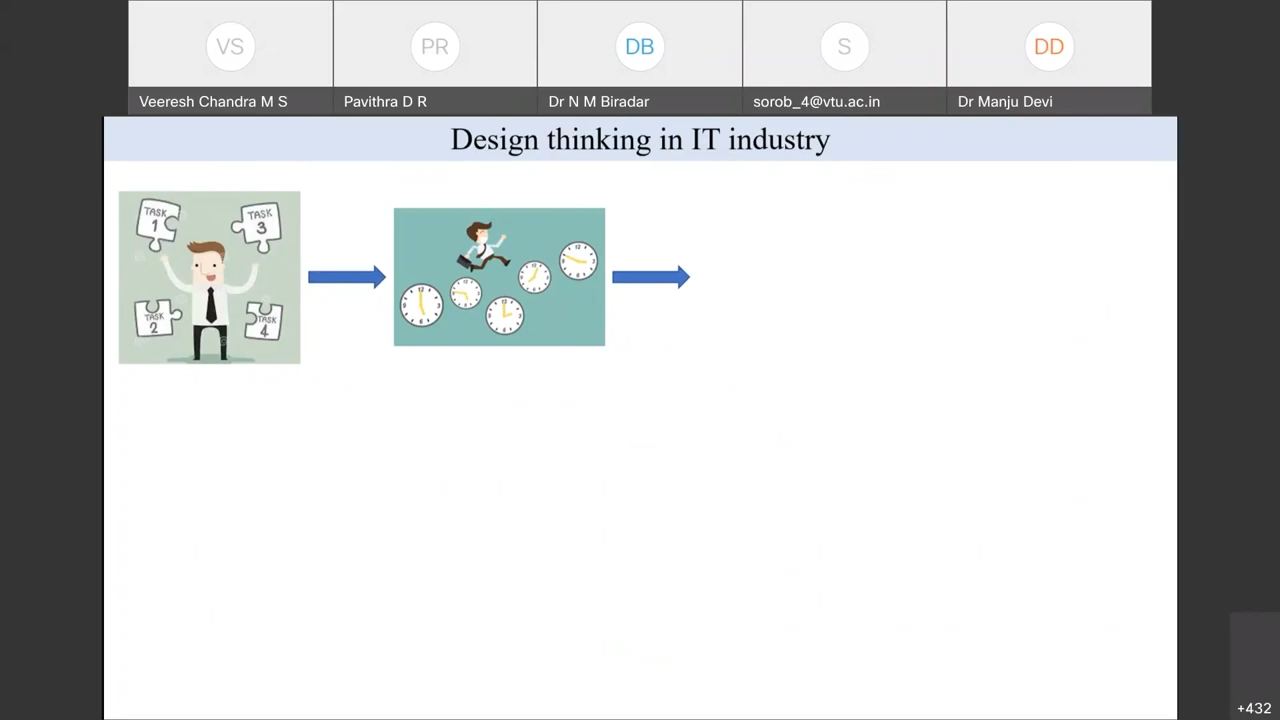 VS
PR
DB
S
DD
Veeresh Chandra M S
Pavithra D R
Dr N M Biradar
sorob_4@vtu.ac.in
Dr Manju Devi
Design thinking in IT industry
TASK
1
TASK
3
TASK
2
TASK
4
+432